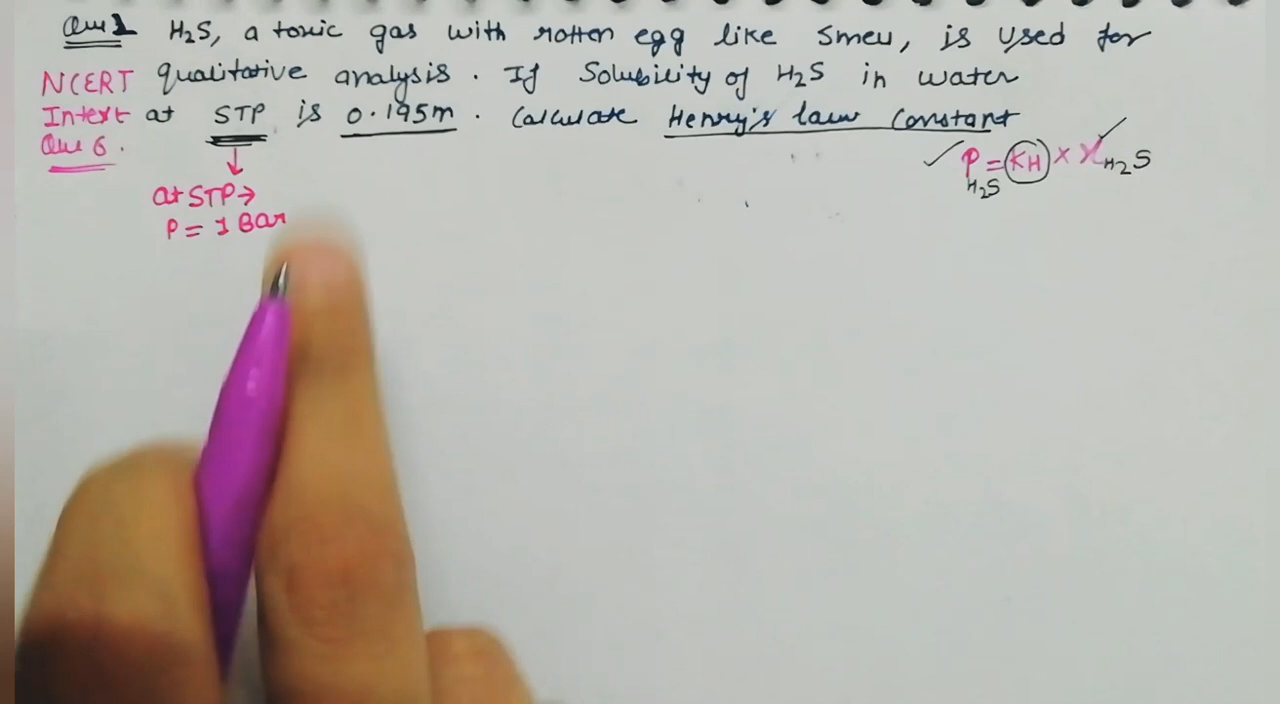 Que 1 H2S, a toxic gas with rotten egg like smell, is used for
NCERT qualitative analysis. If Solubility of H2S in water
Intext at STP is 0.195m. Calculate Henry's law Constant
Que 6.
P H2S = KH × x H2S
at STP →
P = 1 Bar